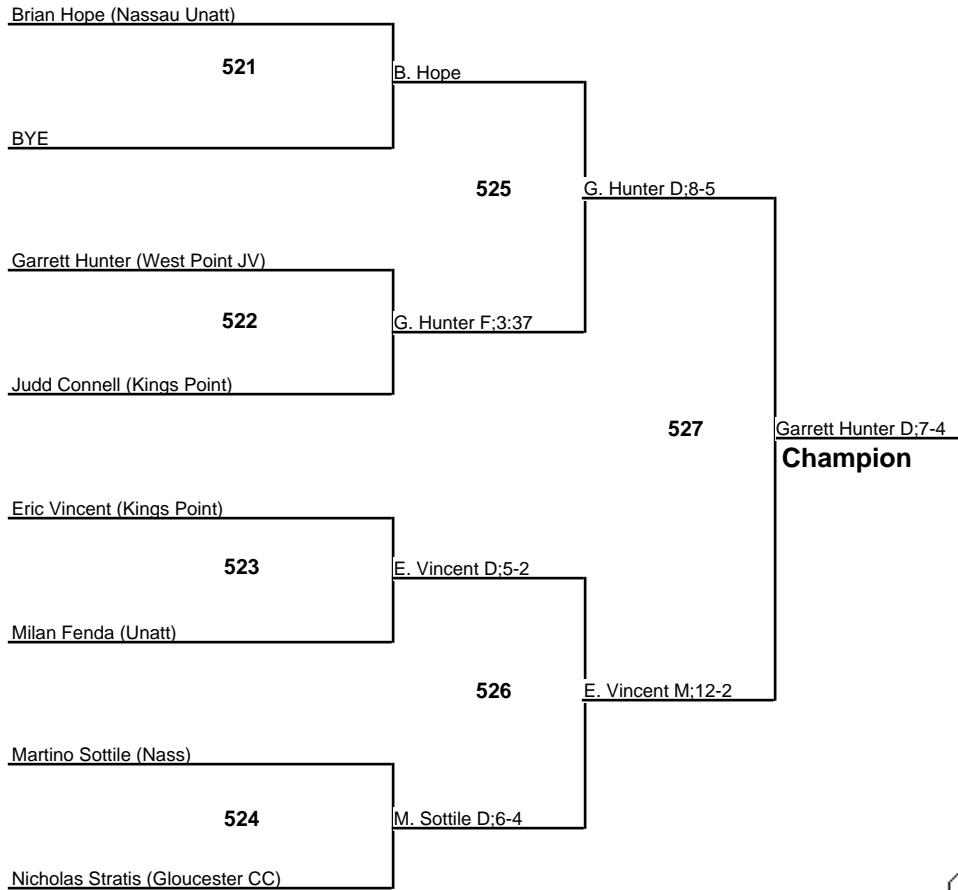 Brian Hope (Nassau Unatt)
521
B. Hope
BYE
525
G. Hunter D;8-5
Garrett Hunter (West Point JV)
522
G. Hunter F;3:37
Judd Connell (Kings Point)
527
Garrett Hunter D;7-4
Champion
Eric Vincent (Kings Point)
523
E. Vincent D;5-2
Milan Fenda (Unatt)
526
E. Vincent M;12-2
Martino Sottile (Nass)
524
M. Sottile D;6-4
Nicholas Stratis (Gloucester CC)